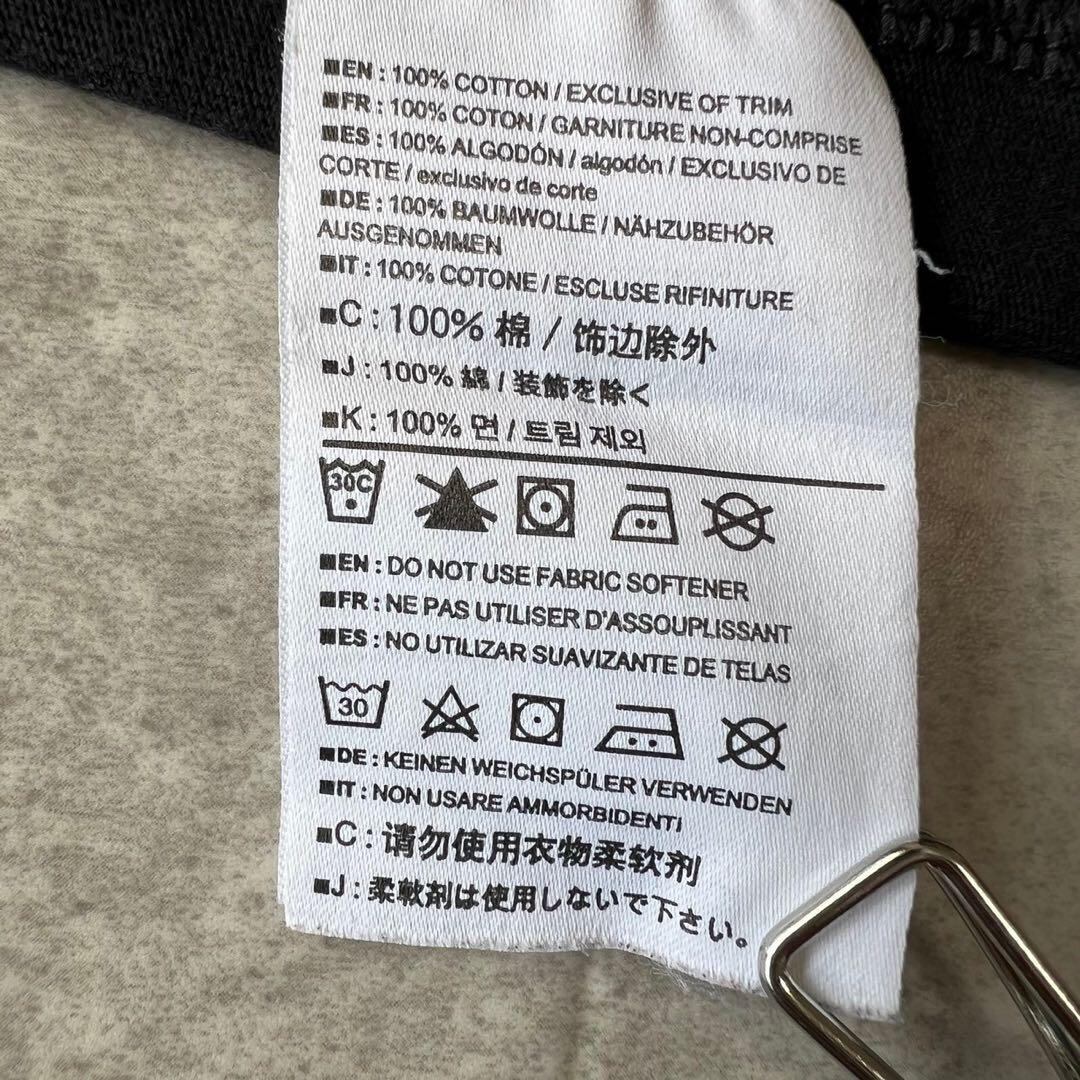 ■EN : 100% COTTON / EXCLUSIVE OF TRIM
■FR : 100% COTON / GARNITURE NON-COMPRISE
■ES : 100% ALGODÓN / algodón / EXCLUSIVO DE
CORTE / exclusivo de corte
■DE : 100% BAUMWOLLE / NÄHZUBEHÖR
AUSGENOMMEN
■IT : 100% COTONE / ESCLUSE RIFINITURE
■C : 100% 棉 / 饰边除外
■J : 100% 綿 / 装飾を除く
■K : 100% 면 / 트림 제외
30C
■EN : DO NOT USE FABRIC SOFTENER
■FR : NE PAS UTILISER D'ASSOUPLISSANT
■ES : NO UTILIZAR SUAVIZANTE DE TELAS
30
■DE : KEINEN WEICHSPÜLER VERWENDEN
■IT : NON USARE AMMORBIDENTI
■C : 请勿使用衣物柔软剂
■J : 柔軟剤は使用しないで下さい。